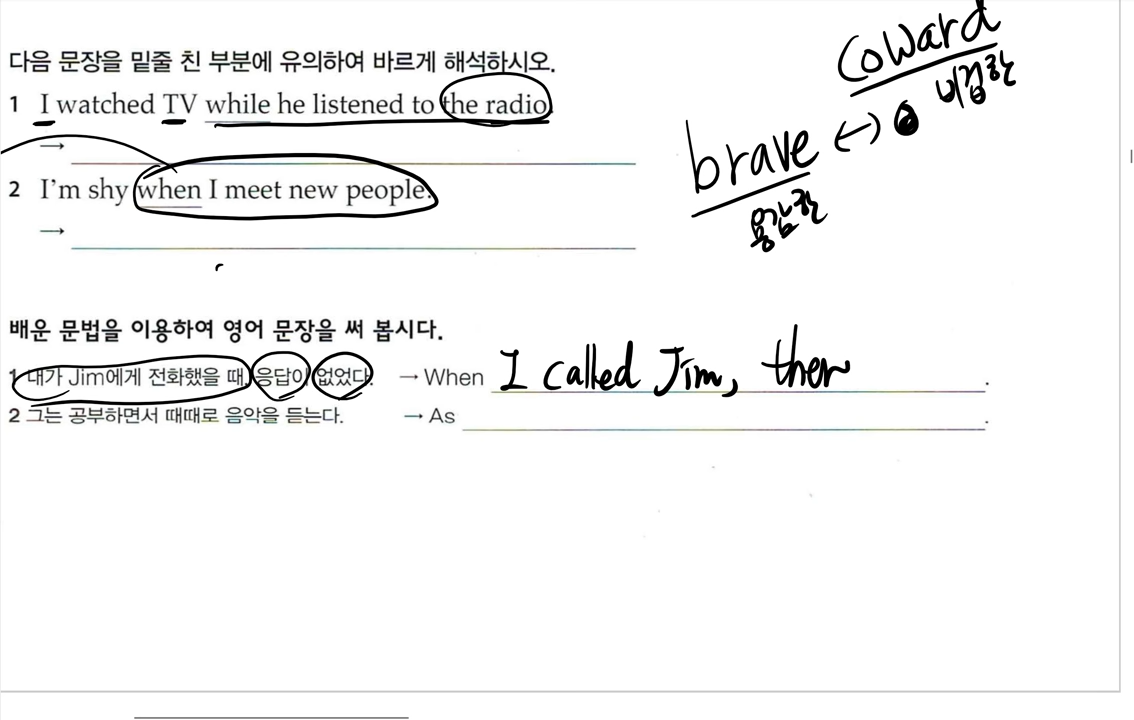 coward
비겁한
다음 문장을 밑줄 친 부분에 유의하여 바르게 해석하시오.
1 I watched TV while he listened to the radio.
→
brave ↔
용감한
2 I'm shy when I meet new people.
→
배운 문법을 이용하여 영어 문장을 써 봅시다.
1 내가 Jim에게 전화했을 때, 응답이 없었다. → When I called Jim, ther .
2 그는 공부하면서 때때로 음악을 듣는다. → As .